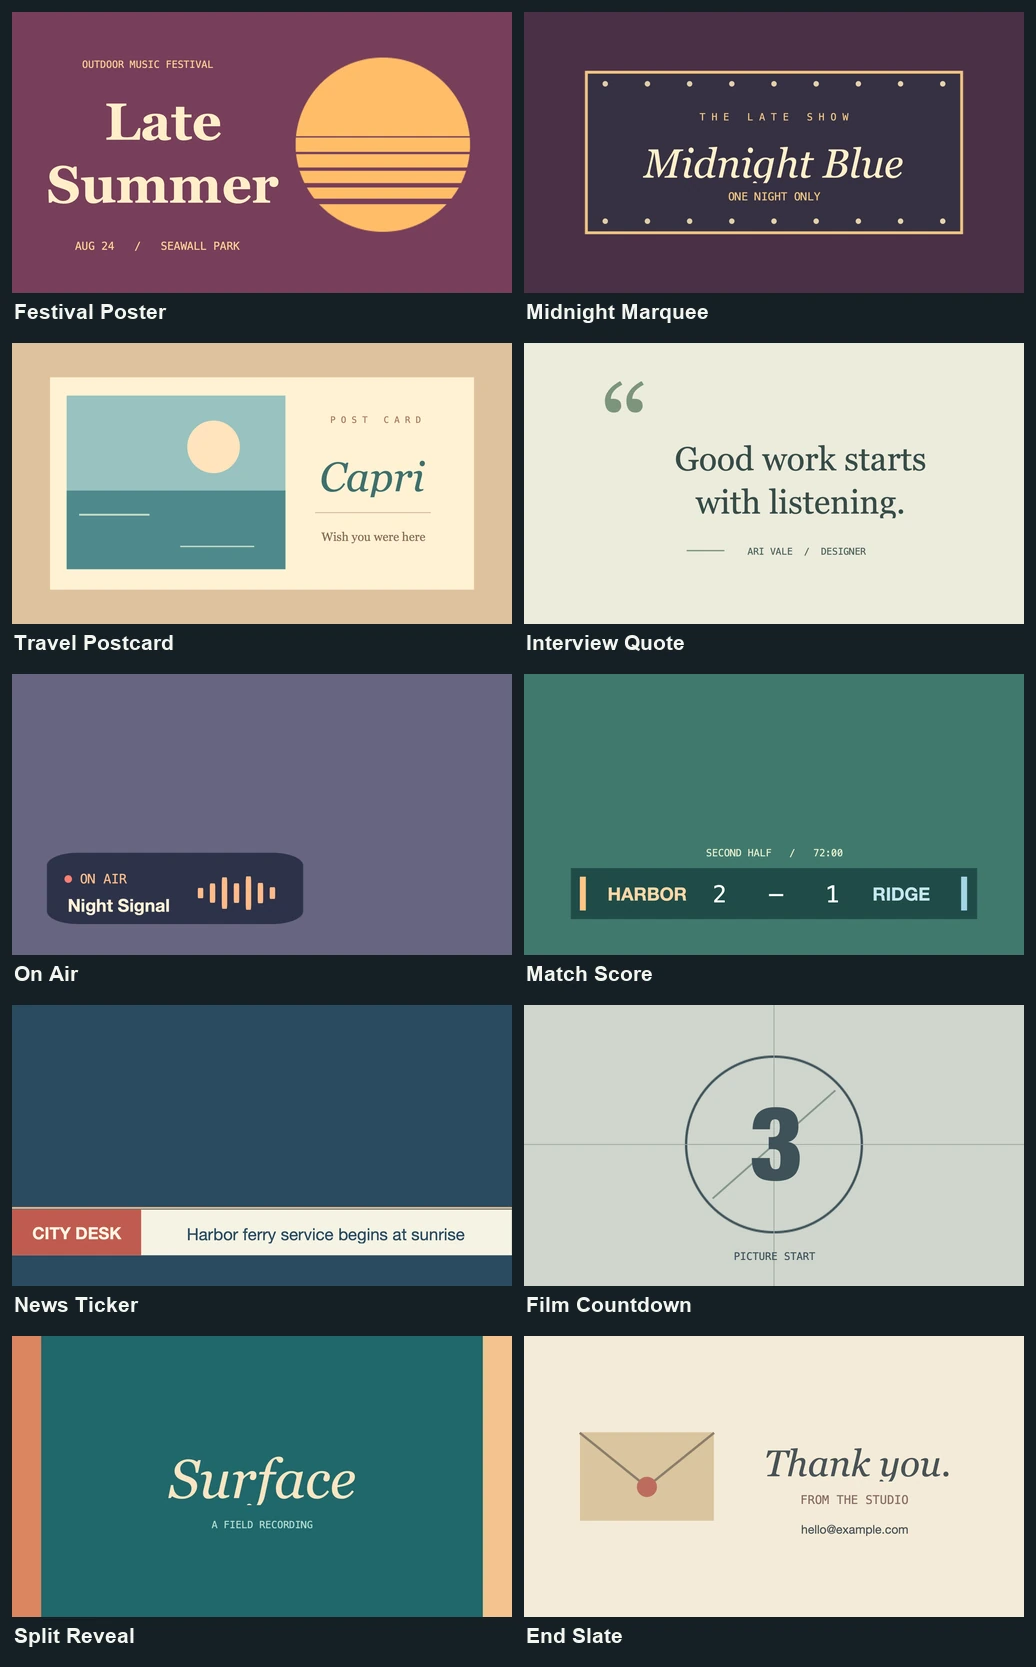 OUTDOOR MUSIC FESTIVAL
Late
Summer
AUG 24 / SEAWALL PARK
Festival Poster
THE LATE SHOW
Midnight Blue
ONE NIGHT ONLY
Midnight Marquee
POST CARD
Capri
Wish you were here
Travel Postcard
“
Good work starts
with listening.
ARI VALE / DESIGNER
Interview Quote
ON AIR
Night Signal
On Air
SECOND HALF / 72:00
HARBOR 2 – 1 RIDGE
Match Score
CITY DESK Harbor ferry service begins at sunrise
News Ticker
3
PICTURE START
Film Countdown
Surface
A FIELD RECORDING
Split Reveal
Thank you.
FROM THE STUDIO
hello@example.com
End Slate